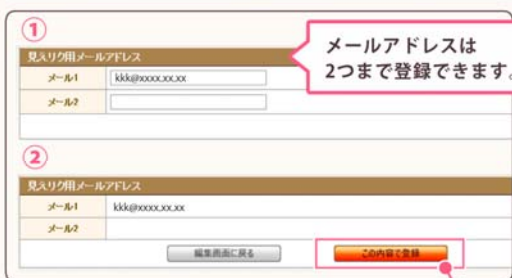 ①
見えリク用メールアドレス
メール1 kkk@xxxx.xx.xx
メール2
メールアドレスは
2つまで登録できます。
②
見えリク用メールアドレス
メール1 kkk@xxxx.xx.xx
メール2
編集画面に戻る この内容で登録